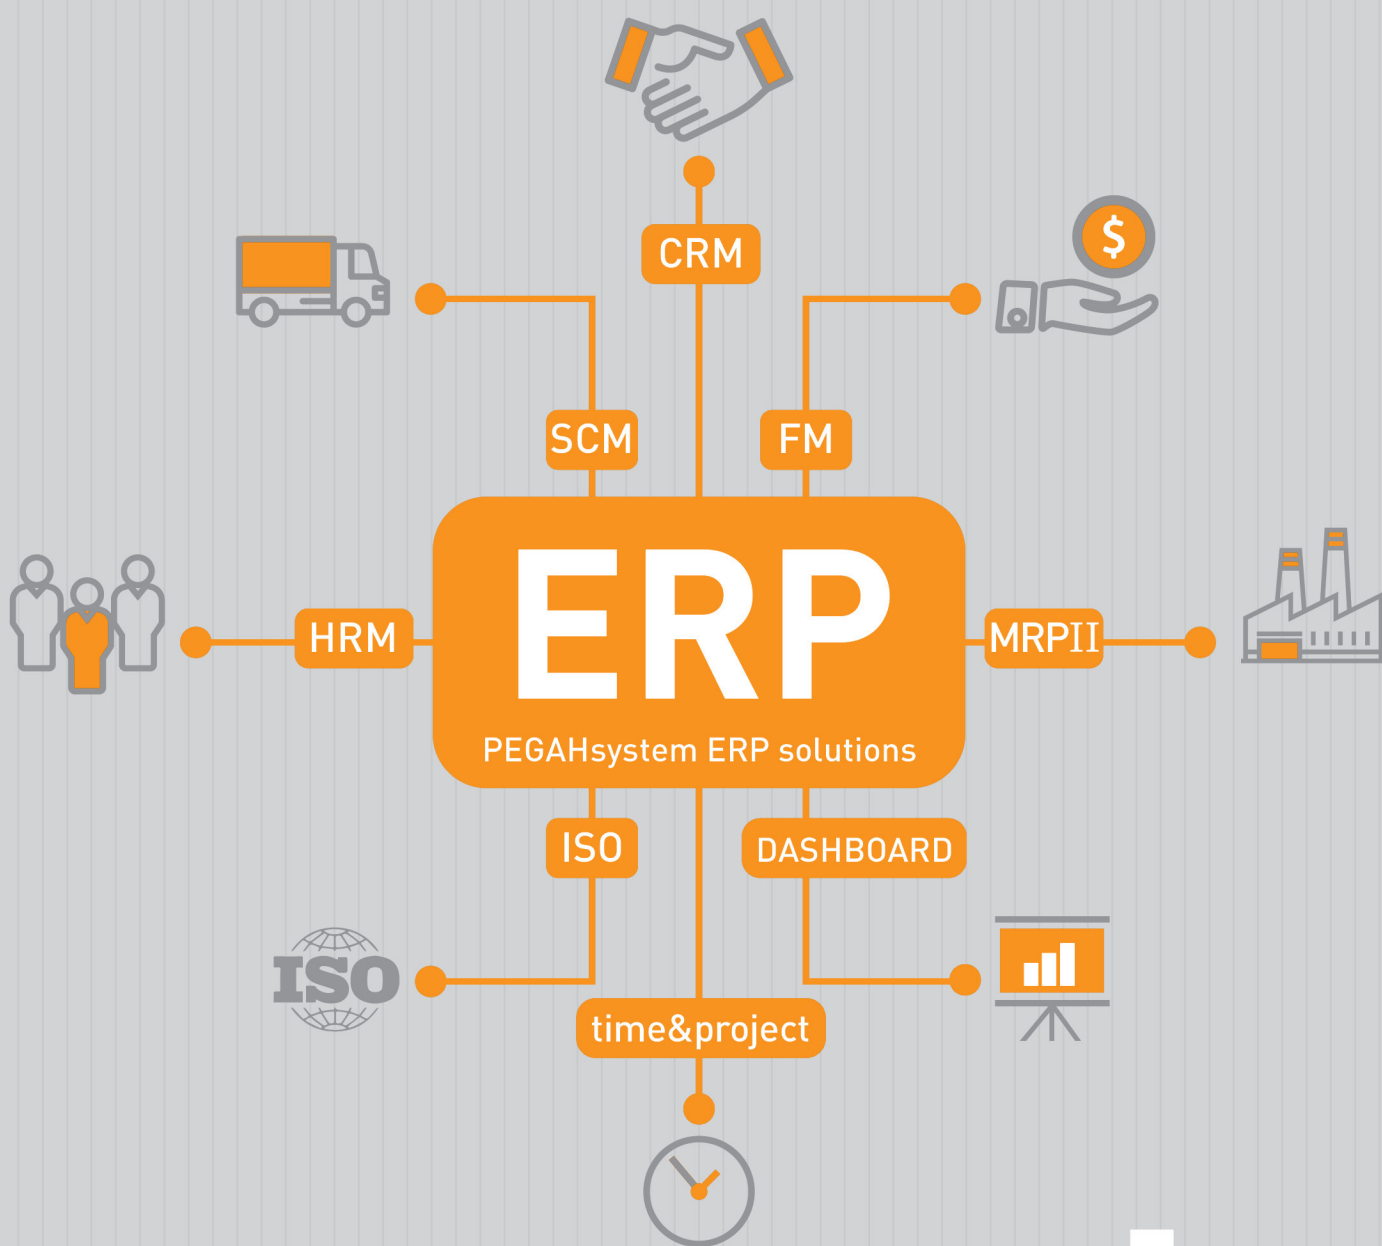 $
CRM
SCM
FM
ERP
PEGAHsystem ERP solutions
HRM
MRPII
ISO
DASHBOARD
ISO
time&project